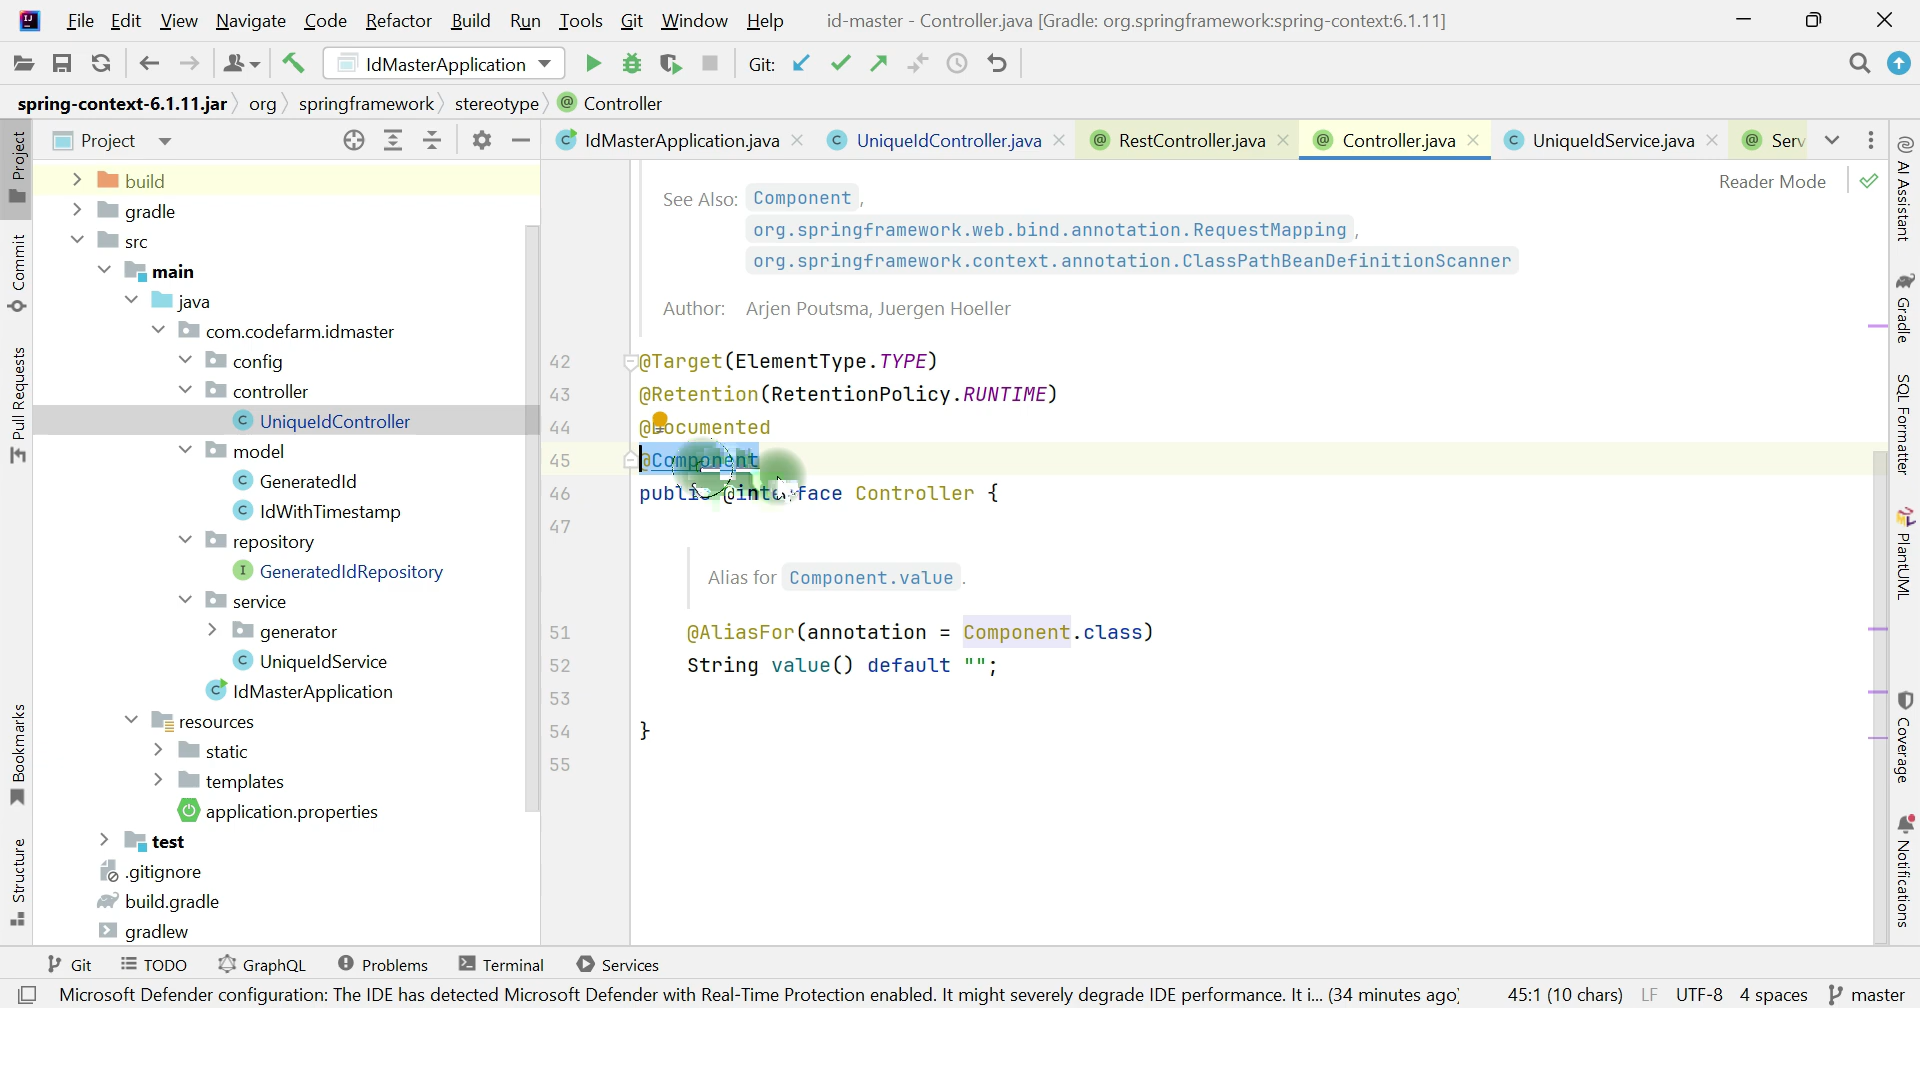 File Edit View Navigate Code Refactor Build Run Tools Git Window Help id-master - Controller.java [Gradle: org.springframework:spring-context:6.1.11]
IdMasterApplication Git:
spring-context-6.1.11.jar org springframework stereotype Controller
Project IdMasterApplication.java UniqueIdController.java RestController.java Controller.java UniqueIdService.java Serv
build
gradle
src
main
java
com.codefarm.idmaster
config
controller
UniqueIdController
model
GeneratedId
IdWithTimestamp
repository
GeneratedIdRepository
service
generator
UniqueIdService
IdMasterApplication
resources
static
templates
application.properties
test
.gitignore
build.gradle
gradlew
Project
Commit
Pull Requests
Bookmarks
Structure
Reader Mode
See Also: Component ,
org.springframework.web.bind.annotation.RequestMapping ,
org.springframework.context.annotation.ClassPathBeanDefinitionScanner
Author: Arjen Poutsma, Juergen Hoeller
42 @Target(ElementType.TYPE)
43 @Retention(RetentionPolicy.RUNTIME)
44 @Documented
45 @Component
46 public @interface Controller {
47
Alias for Component.value .
51 @AliasFor(annotation = Component.class)
52 String value() default "";
53
54 }
55
AI Assistant
Gradle
SQL Formatter
PlantUML
Coverage
Notifications
Git TODO GraphQL Problems Terminal Services
Microsoft Defender configuration: The IDE has detected Microsoft Defender with Real-Time Protection enabled. It might severely degrade IDE performance. It i... (34 minutes ago) 45:1 (10 chars) LF UTF-8 4 spaces master